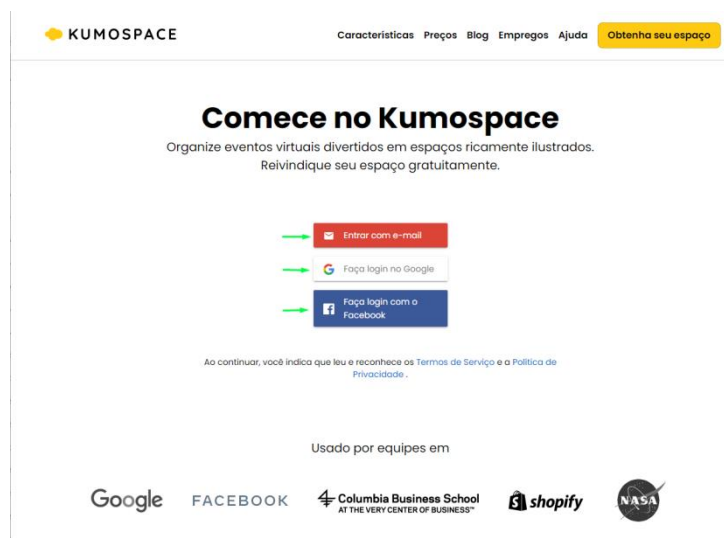 KUMOSPACE
Características Preços Blog Empregos Ajuda Obtenha seu espaço
Comece no Kumospace
Organize eventos virtuais divertidos em espaços ricamente ilustrados.
Reivindique seu espaço gratuitamente.
Entrar com e-mail
Faça login no Google
Faça login com o
Facebook
Ao continuar, você indica que leu e reconhece os Termos de Serviço e a Política de
Privacidade .
Usado por equipes em
Google FACEBOOK Columbia Business School shopify NASA
AT THE VERY CENTER OF BUSINESS™